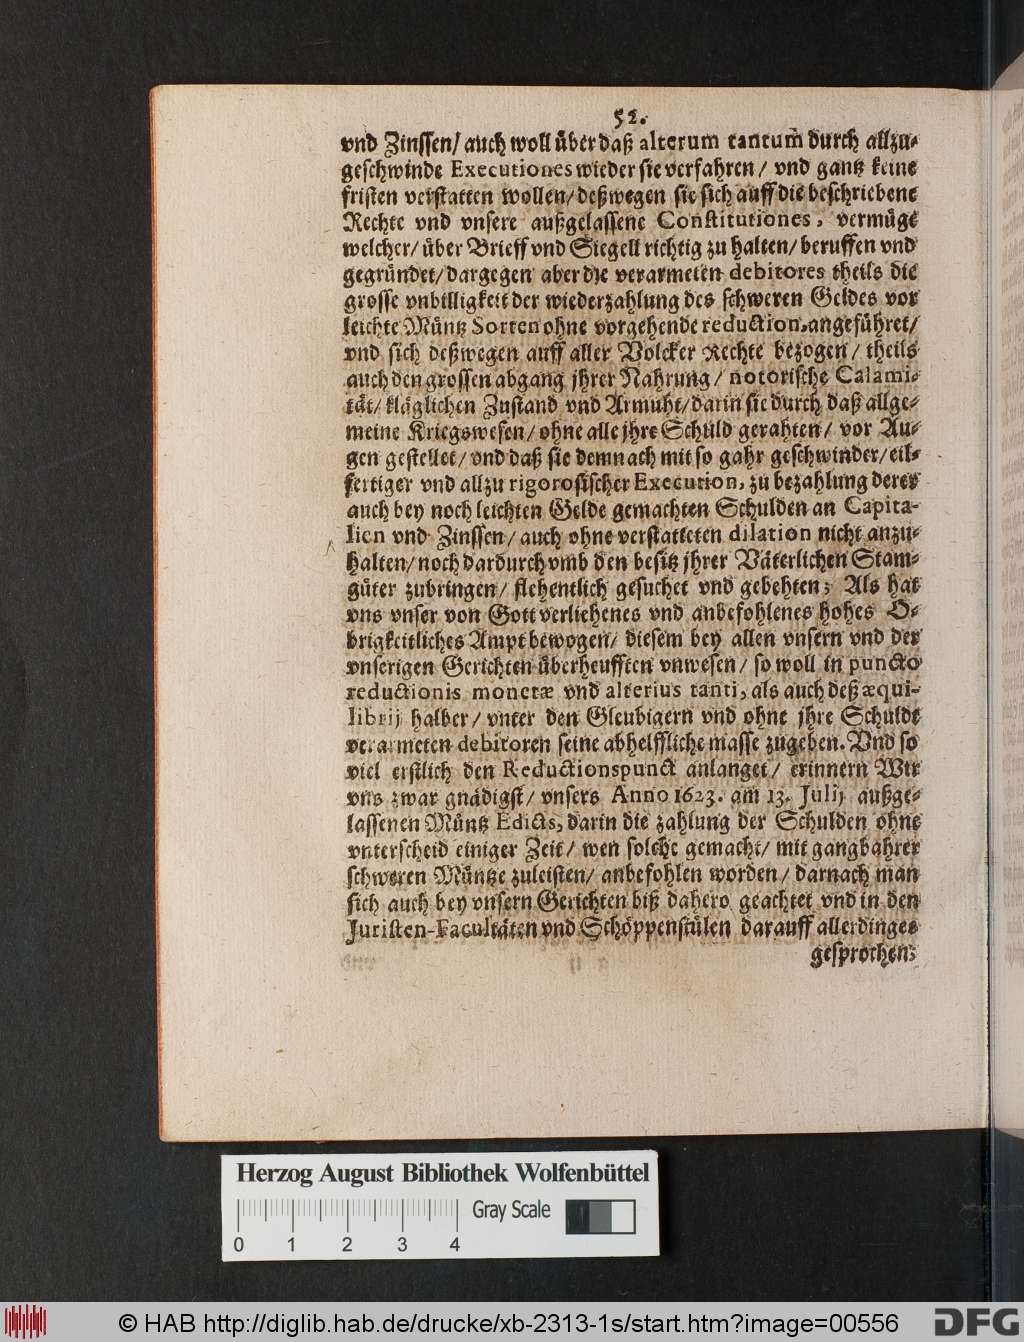 52.
vnd Zinssen/ auch woll über daß alterum tantum durch allzu-
geschwinde Executiones wieder sie verfahren/ vnd gantz keine
fristen verstatten wollen/ deßwegen sie sich auff die beschriebene
Rechte vnd vnsere außgelassene Constitutiones, vermüge
welcher/ über Brieff vnd Siegell richtig zu halten/ beruffen vnd
gegründet/ dargegen aber die verarmeten debitores theils die
grosse vnbilligkeit der wiederzahlung des schweren Geldes vor
leichte Müntz Sorten ohne vorgehende reduction, angeführet/
vnd sich deßwegen auff aller Volcker Rechte bezogen/ theils
auch den grossen abgang jhrer Nahrung/ notorische Calami-
tät/ kläglichen Zustand vnd Armuht/ darin sie durch daß allge-
meine Kriegswesen/ ohne alle jhre Schuld gerahten/ vor Au-
gen gestellet/ vnd daß sie demnach mit so gahr geschwinder/ eil-
fertiger vnd allzu rigorosischer Execution, zu bezahlung derer
auch bey noch leichten Gelde gemachten Schulden an Capita-
lien vnd Zinssen/ auch ohne verstatteten dilation nicht anzu-
halten/ noch dardurch vmb den besitz jhrer Väterlichen Stam-
güter zubringen/ flehentlich gesuchet vnd gebehten; Als hat
vns vnser von Gott verliehenes vnd anbefohlenes hohes O-
brigkeitliches Ampt bewogen/ diesem bey allen vnsern vnd der
vnserigen Gerichten überheufften vnwesen/ so woll in puncto
reductionis monetæ vnd alterius tanti, als auch deß æqui-
librij halber/ vnter den Gleubigern vnd ohne jhre Schuldt
verarmeten debitoren seine abhelffliche masse zugeben. Vnd so
viel erstlich den Reductionspunct anlanget/ erinnern Wir
vns zwar gnädigst/ vnsers Anno 1623. am 13. Julij außge-
lassenen Müntz Edicts, darin die zahlung der Schulden ohne
vnterscheid einiger Zeit/ wen solche gemacht/ mit gangbahrer
schweren Müntze zuleisten/ anbefohlen worden/ darnach man
sich auch bey vnsern Gerichten biß dahero geachtet vnd in den
Juristen-Facultäten vnd Schöppenstülen darauff allerdinges
gesprochen:
Herzog August Bibliothek Wolfenbüttel
Gray Scale
0 1 2 3 4
© HAB http://diglib.hab.de/drucke/xb-2313-1s/start.htm?image=00556
DFG